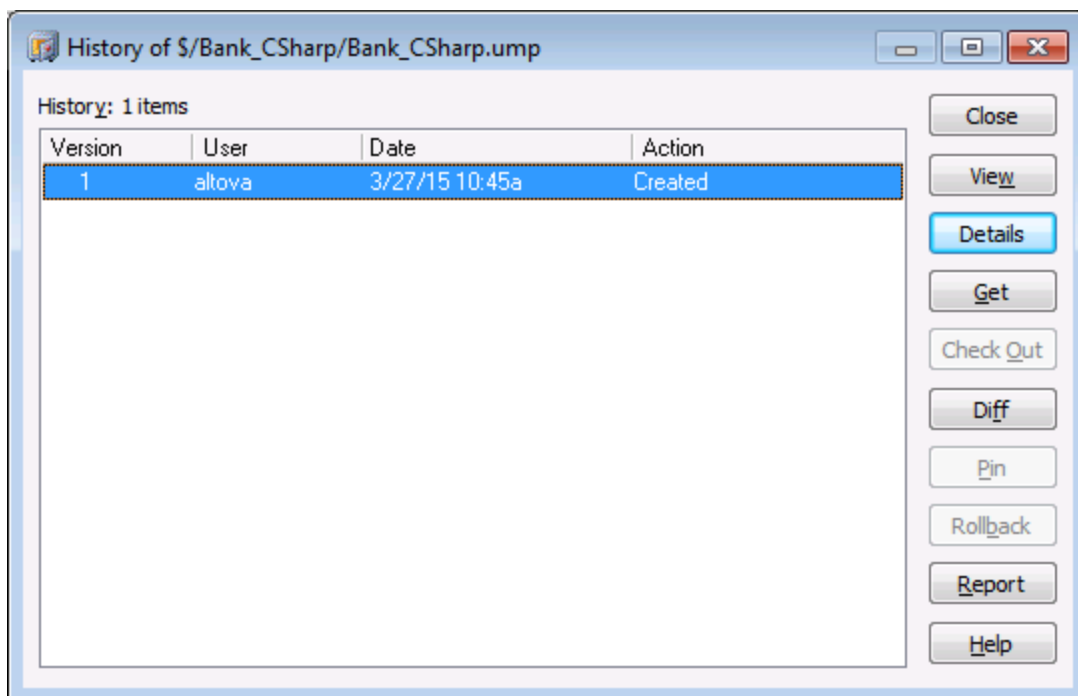 History of $/Bank_CSharp/Bank_CSharp.ump
History: 1 items
Version User Date Action
1 altova 3/27/15 10:45a Created
Close
View
Details
Get
Check Out
Diff
Pin
Rollback
Report
Help